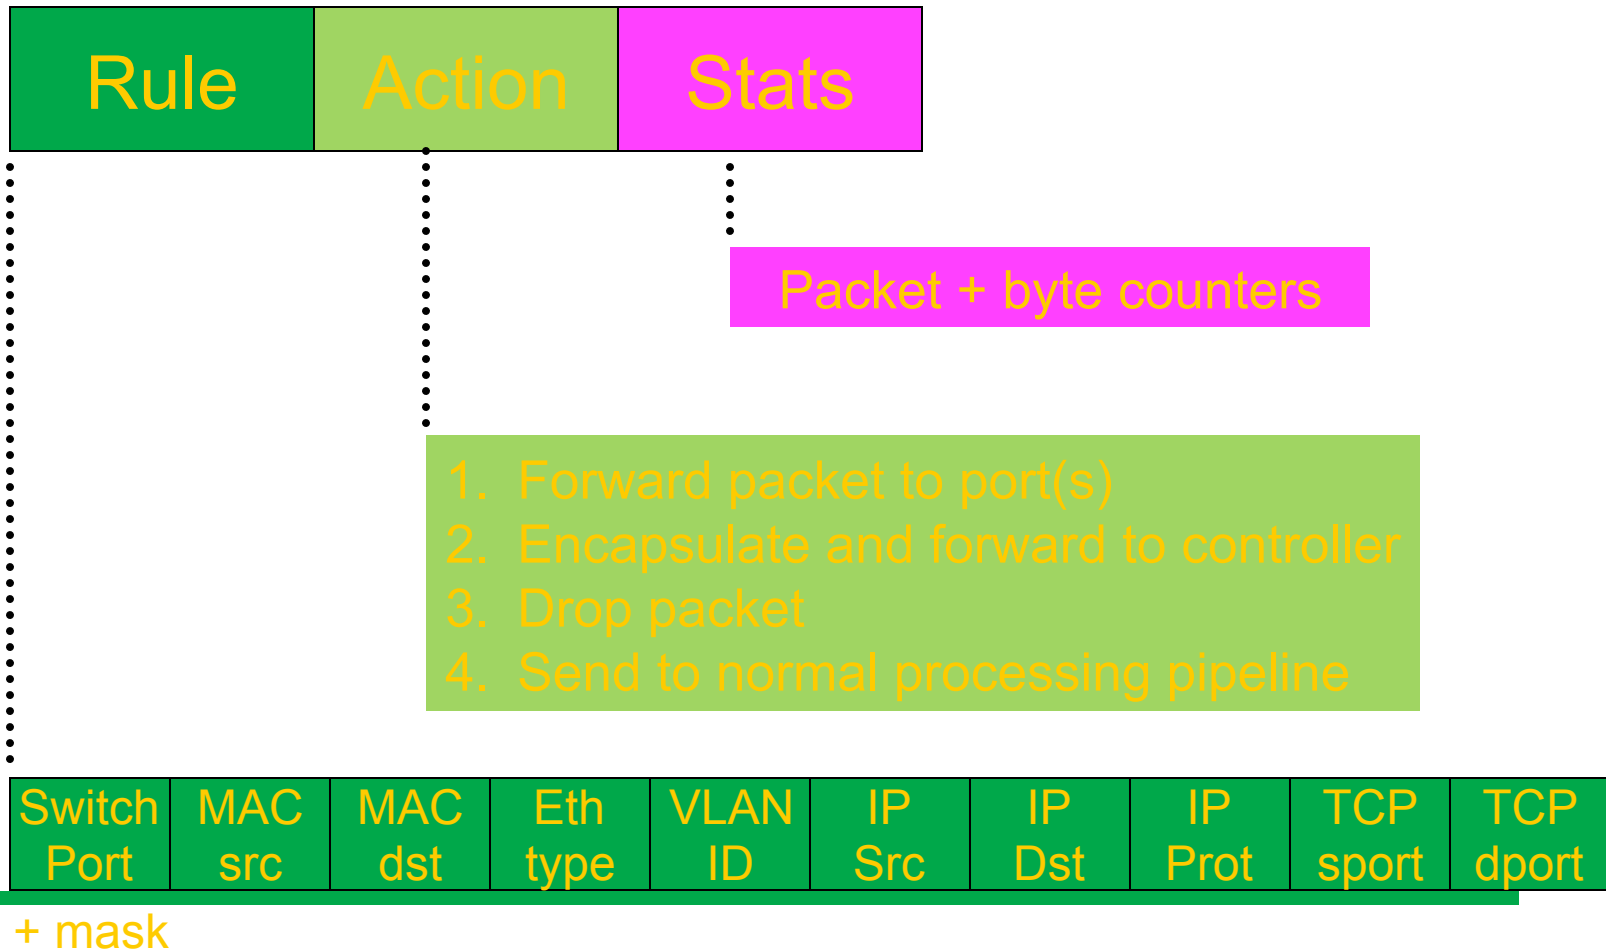 Rule Action Stats
Packet + byte counters
1. Forward packet to port(s)
2. Encapsulate and forward to controller
3. Drop packet
4. Send to normal processing pipeline
Switch Port
MAC src
MAC dst
Eth type
VLAN ID
IP Src
IP Dst
IP Prot
TCP sport
TCP dport
+ mask